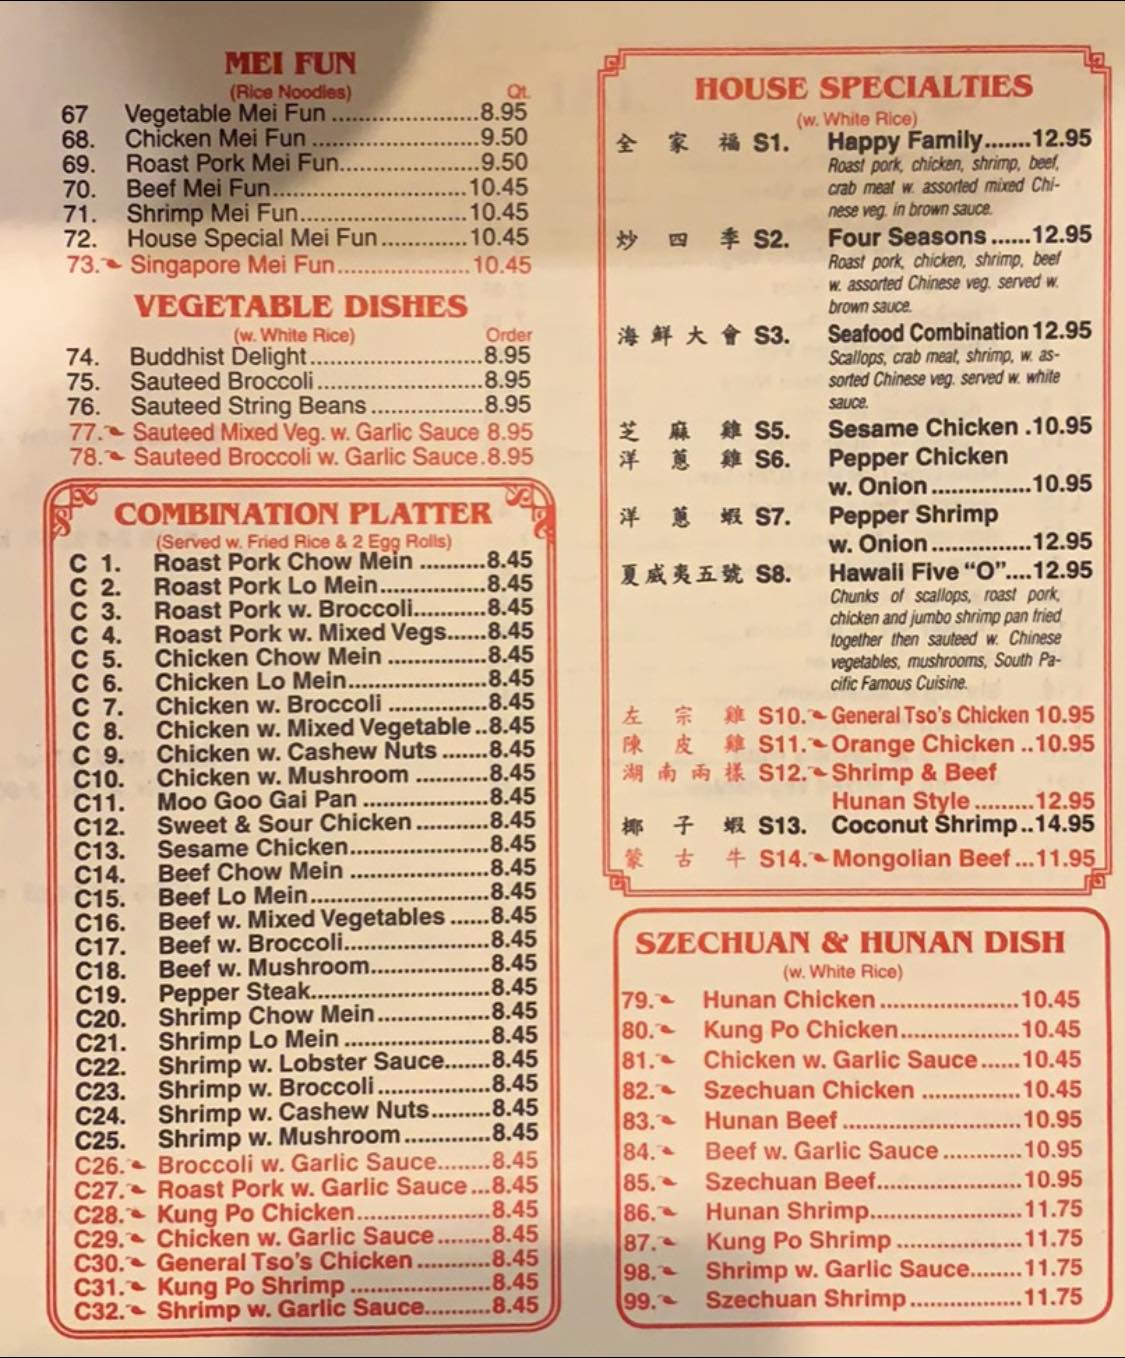 MEI FUN
(Rice Noodles) Qt.
67 Vegetable Mei Fun ......................8.95
68. Chicken Mei Fun .........................9.50
69. Roast Pork Mei Fun.....................9.50
70. Beef Mei Fun.............................10.45
71. Shrimp Mei Fun.........................10.45
72. House Special Mei Fun.............10.45
73. Singapore Mei Fun....................10.45
VEGETABLE DISHES
(w. White Rice) Order
74. Buddhist Delight..........................8.95
75. Sauteed Broccoli.........................8.95
76. Sauteed String Beans.................8.95
77. Sauteed Mixed Veg. w. Garlic Sauce 8.95
78. Sauteed Broccoli w. Garlic Sauce.8.95
COMBINATION PLATTER
(Served w. Fried Rice & 2 Egg Rolls)
C 1. Roast Pork Chow Mein ..........8.45
C 2. Roast Pork Lo Mein................8.45
C 3. Roast Pork w. Broccoli...........8.45
C 4. Roast Pork w. Mixed Vegs......8.45
C 5. Chicken Chow Mein ...............8.45
C 6. Chicken Lo Mein.....................8.45
C 7. Chicken w. Broccoli ...............8.45
C 8. Chicken w. Mixed Vegetable..8.45
C 9. Chicken w. Cashew Nuts .......8.45
C10. Chicken w. Mushroom ...........8.45
C11. Moo Goo Gai Pan ...................8.45
C12. Sweet & Sour Chicken ...........8.45
C13. Sesame Chicken.....................8.45
C14. Beef Chow Mein .....................8.45
C15. Beef Lo Mein...........................8.45
C16. Beef w. Mixed Vegetables ......8.45
C17. Beef w. Broccoli......................8.45
C18. Beef w. Mushroom..................8.45
C19. Pepper Steak...........................8.45
C20. Shrimp Chow Mein.................8.45
C21. Shrimp Lo Mein ......................8.45
C22. Shrimp w. Lobster Sauce.......8.45
C23. Shrimp w. Broccoli.................8.45
C24. Shrimp w. Cashew Nuts.........8.45
C25. Shrimp w. Mushroom.............8.45
C26. Broccoli w. Garlic Sauce........8.45
C27. Roast Pork w. Garlic Sauce...8.45
C28. Kung Po Chicken....................8.45
C29. Chicken w. Garlic Sauce........8.45
C30. General Tso's Chicken ...........8.45
C31. Kung Po Shrimp .....................8.45
C32. Shrimp w. Garlic Sauce..........8.45
HOUSE SPECIALTIES
(w. White Rice)
全家福 S1. Happy Family.......12.95
Roast pork, chicken, shrimp, beef,
crab meat w. assorted mixed Chi-
nese veg. in brown sauce.
炒四季 S2. Four Seasons ......12.95
Roast pork, chicken, shrimp, beef
w. assorted Chinese veg. served w.
brown sauce.
海鮮大會 S3. Seafood Combination 12.95
Scallops, crab meat, shrimp, w. as-
sorted Chinese veg. served w. white
sauce.
芝麻雞 S5. Sesame Chicken .10.95
洋蔥雞 S6. Pepper Chicken
w. Onion ...............10.95
洋蔥蝦 S7. Pepper Shrimp
w. Onion ...............12.95
夏威夷五號 S8. Hawaii Five “O”....12.95
Chunks of scallops, roast pork,
chicken and jumbo shrimp pan fried
together then sauteed w. Chinese
vegetables, mushrooms, South Pa-
cific Famous Cuisine.
左宗雞 S10. General Tso's Chicken 10.95
陳皮雞 S11. Orange Chicken ..10.95
湖南兩樣 S12. Shrimp & Beef
Hunan Style .........12.95
椰子蝦 S13. Coconut Shrimp..14.95
蒙古牛 S14. Mongolian Beef ...11.95
SZECHUAN & HUNAN DISH
(w. White Rice)
79. Hunan Chicken .....................10.45
80. Kung Po Chicken..................10.45
81. Chicken w. Garlic Sauce ......10.45
82. Szechuan Chicken ...............10.45
83. Hunan Beef ...........................10.95
84. Beef w. Garlic Sauce ............10.95
85. Szechuan Beef......................10.95
86. Hunan Shrimp.......................11.75
87. Kung Po Shrimp ...................11.75
98. Shrimp w. Garlic Sauce........11.75
99. Szechuan Shrimp .................11.75